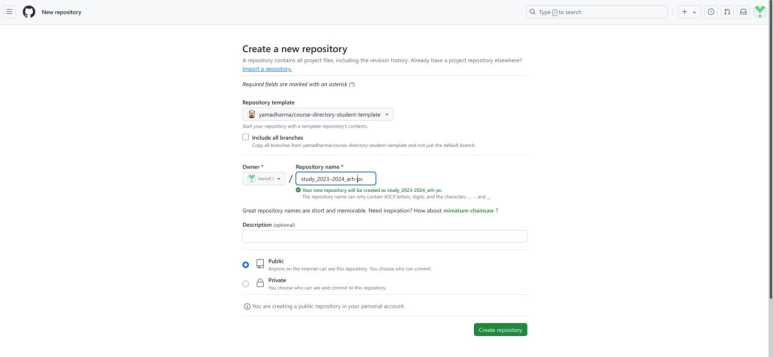 New repository
Type / to search
Create a new repository
A repository contains all project files, including the revision history. Already have a project repository elsewhere?
Import a repository.
Required fields are marked with an asterisk (*).
Repository template
yamadharma/course-directory-student-template
Start your repository with a template repository's contents.
Include all branches
Copy all branches from yamadharma/course-directory-student-template and not just the default branch.
Owner * Repository name *
/ study_2023–2024_arh-pc
Your new repository will be created as study_2023-2024_arh-pc.
The repository name can only contain ASCII letters, digits, and the characters ., -, and _.
Great repository names are short and memorable. Need inspiration? How about miniature-chainsaw ?
Description (optional)
Public
Anyone on the internet can see this repository. You choose who can commit.
Private
You choose who can see and commit to this repository.
You are creating a public repository in your personal account.
Create repository